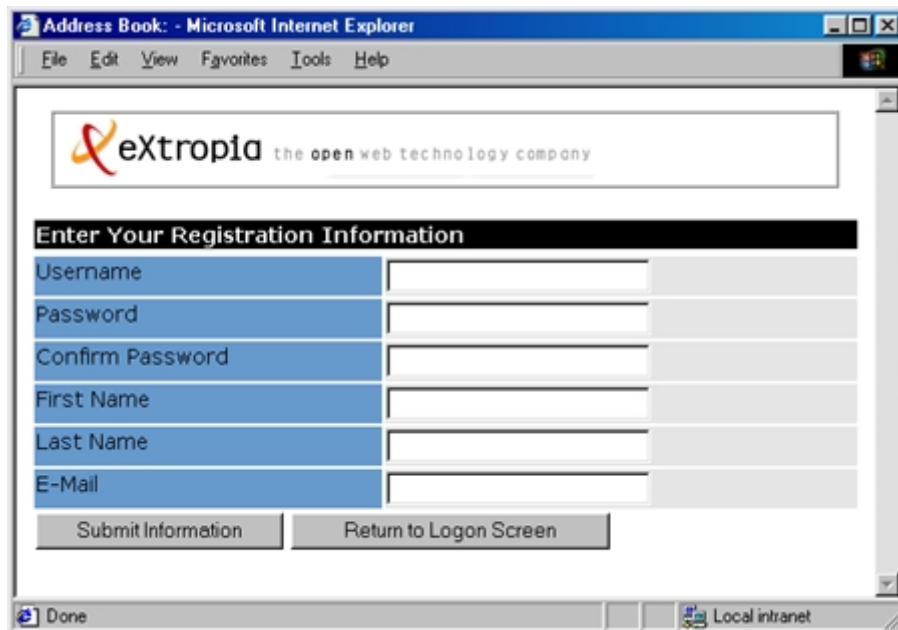 Address Book: - Microsoft Internet Explorer
File Edit View Favorites Tools Help
eXtropia the open web technology company
Enter Your Registration Information
Username
Password
Confirm Password
First Name
Last Name
E-Mail
Submit Information Return to Logon Screen
Done Local intranet